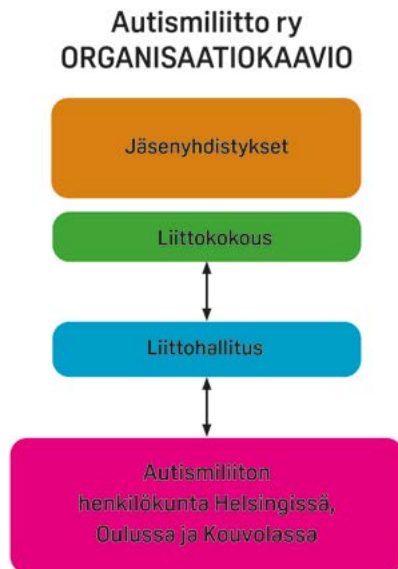 Autismiliitto ry
ORGANISAATIOKAAVIO
Jäsenyhdistykset
Liittokokous
Liittohallitus
Autismiliiton
henkilökunta Helsingissä,
Oulussa ja Kouvolassa